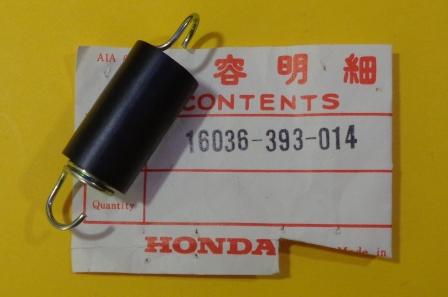 AIA
容明細
CONTENTS
16036-393-014
Quantity
HONDA
Made in